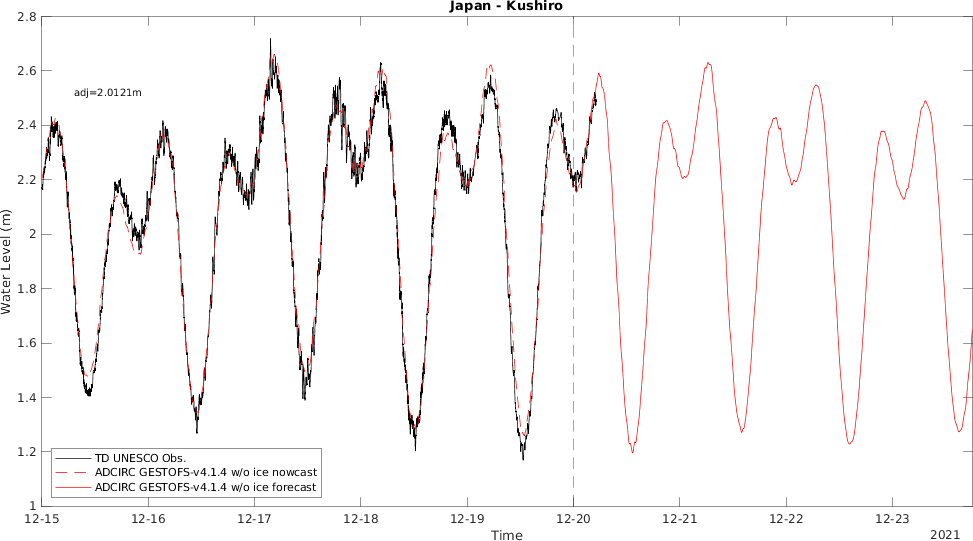 Japan - Kushiro
2.8
2.6
adj=2.0121m
2.4
2.2
2
Water Level (m)
1.8
1.6
1.4
1.2
TD UNESCO Obs.
ADCIRC GESTOFS-v4.1.4 w/o ice nowcast
ADCIRC GESTOFS-v4.1.4 w/o ice forecast
1
12-15 12-16 12-17 12-18 12-19 12-20 12-21 12-22 12-23
Time
2021